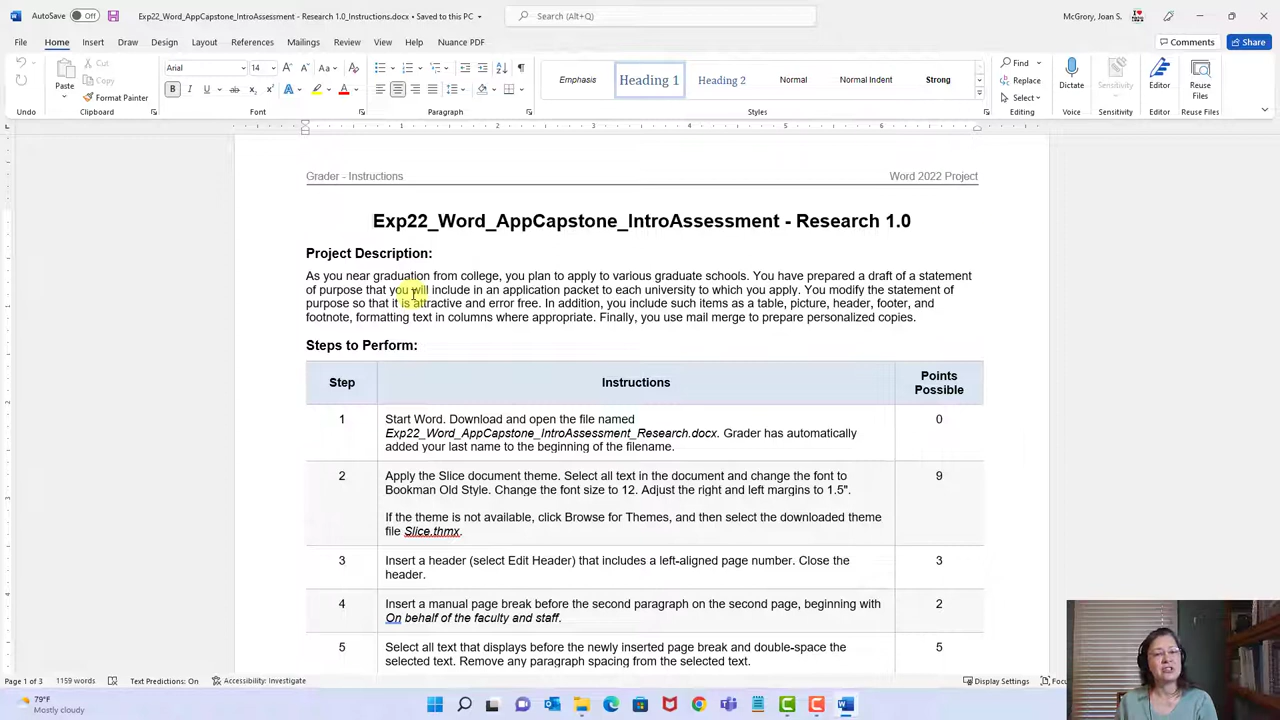 AutoSave Off Exp22_Word_AppCapstone_IntroAssessment - Research 1.0_Instructions.docx • Saved to this PC Search (Alt+Q) McGrory, Joan S.
File Home Insert Draw Design Layout References Mailings Review View Help Nuance PDF Comments Share
Paste Cut Copy Format Painter
Arial 14
Emphasis Heading 1 Heading 2 Normal Normal Indent Strong
Find Replace Select
Dictate Sensitivity Editor Reuse Files
Undo Clipboard Font Paragraph Styles Editing Voice Sensitivity Editor Reuse Files
Grader - Instructions Word 2022 Project
Exp22_Word_AppCapstone_IntroAssessment - Research 1.0
Project Description:
As you near graduation from college, you plan to apply to various graduate schools. You have prepared a draft of a statement
of purpose that you will include in an application packet to each university to which you apply. You modify the statement of
purpose so that it is attractive and error free. In addition, you include such items as a table, picture, header, footer, and
footnote, formatting text in columns where appropriate. Finally, you use mail merge to prepare personalized copies.
Steps to Perform:
Step Instructions Points Possible
1 Start Word. Download and open the file named 0
Exp22_Word_AppCapstone_IntroAssessment_Research.docx. Grader has automatically
added your last name to the beginning of the filename.
2 Apply the Slice document theme. Select all text in the document and change the font to 9
Bookman Old Style. Change the font size to 12. Adjust the right and left margins to 1.5".
If the theme is not available, click Browse for Themes, and then select the downloaded theme
file Slice.thmx.
3 Insert a header (select Edit Header) that includes a left-aligned page number. Close the 3
header.
4 Insert a manual page break before the second paragraph on the second page, beginning with 2
On behalf of the faculty and staff.
5 Select all text that displays before the newly inserted page break and double-space the 5
selected text. Remove any paragraph spacing from the selected text.
Page 1 of 3 1159 words Text Predictions: On Accessibility: Investigate Display Settings Focu
79°F
Mostly cloudy